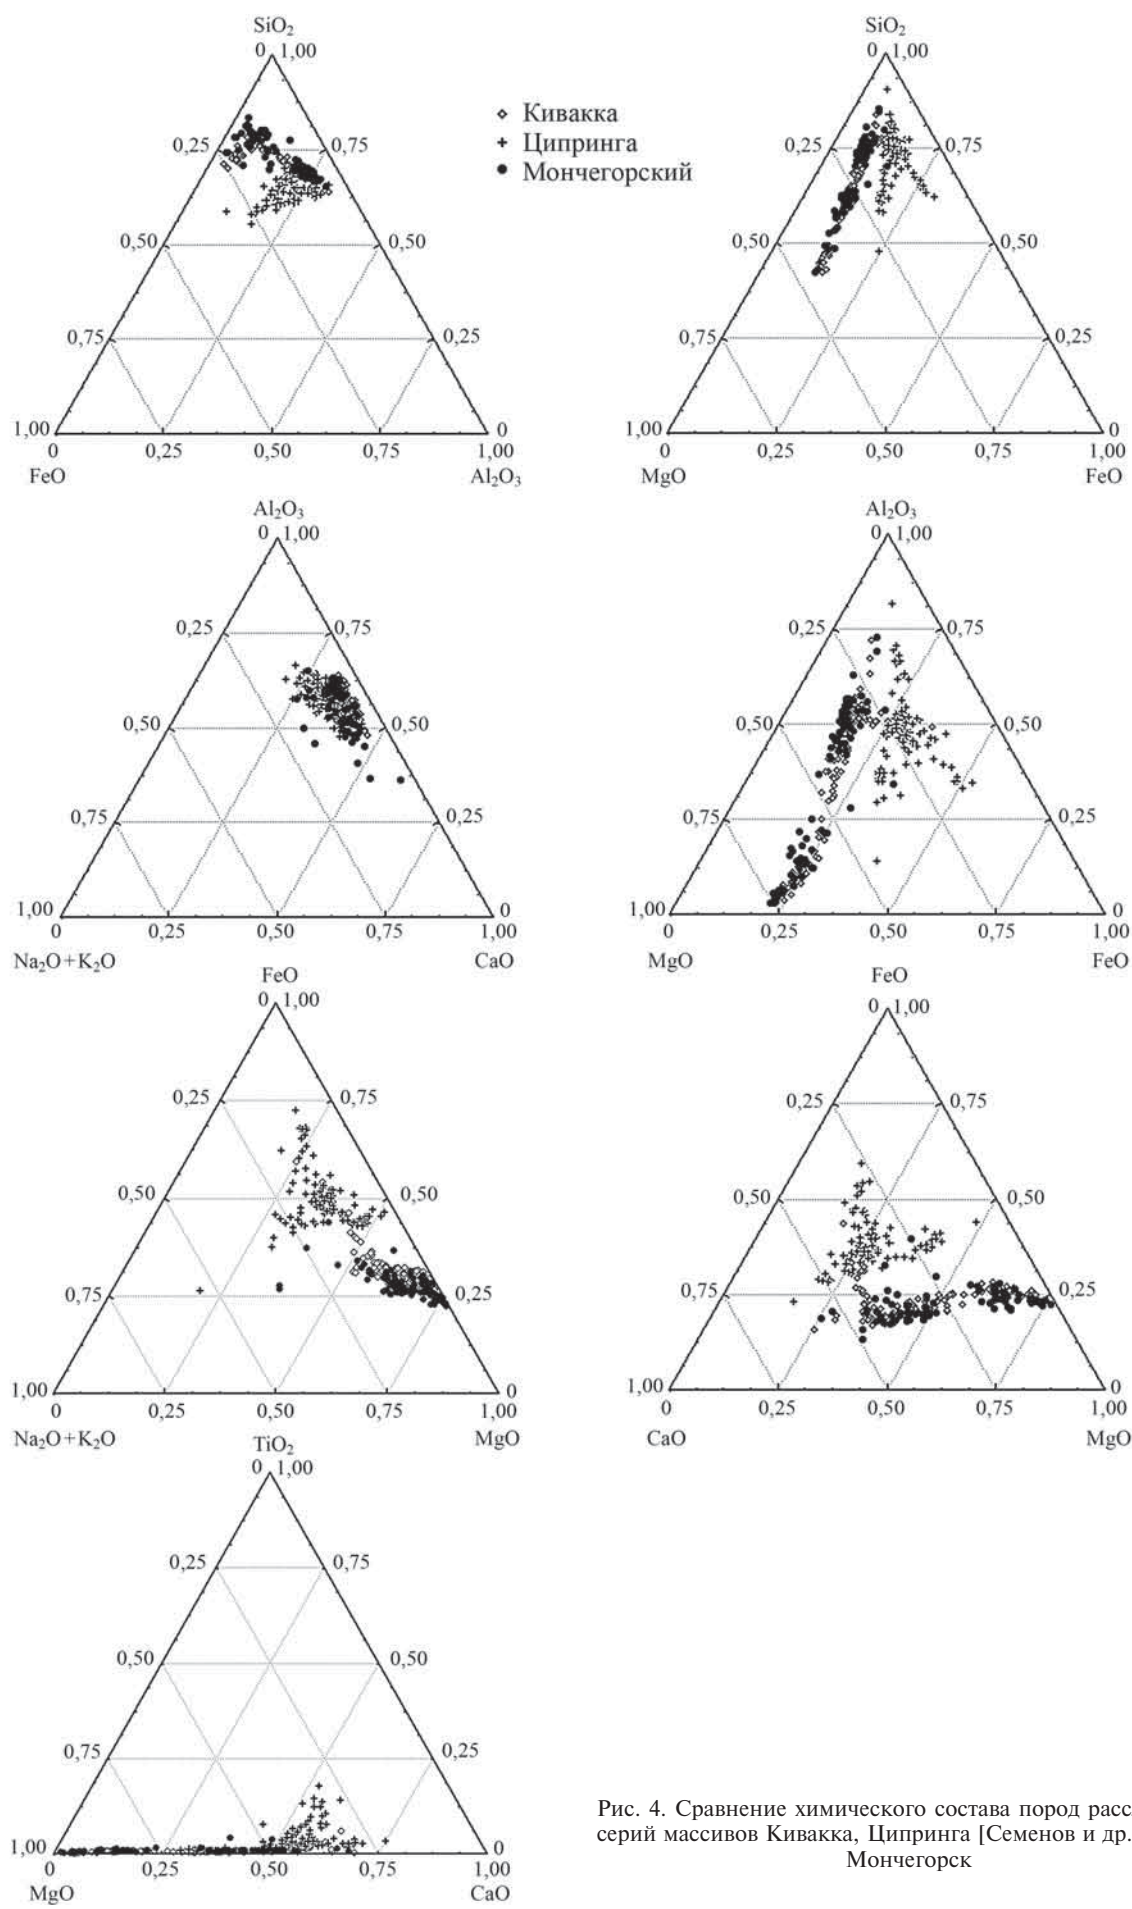 SiO₂
0 1,00
0,25 0,75
0,50 0,50
0,75 0,25
1,00 0
0 0,25 0,50 0,75 1,00
FeO Al₂O₃
◇ Кивакка
+ Ципринга
● Мончегорский
SiO₂
0 1,00
0,25 0,75
0,50 0,50
0,75 0,25
1,00 0
0 0,25 0,50 0,75 1,00
MgO FeO
Al₂O₃
0 1,00
0,25 0,75
0,50 0,50
0,75 0,25
1,00 0
0 0,25 0,50 0,75 1,00
Na₂O+K₂O CaO
Al₂O₃
0 1,00
0,25 0,75
0,50 0,50
0,75 0,25
1,00 0
0 0,25 0,50 0,75 1,00
MgO FeO
FeO
0 1,00
0,25 0,75
0,50 0,50
0,75 0,25
1,00 0
0 0,25 0,50 0,75 1,00
Na₂O+K₂O MgO
FeO
0 1,00
0,25 0,75
0,50 0,50
0,75 0,25
1,00 0
0 0,25 0,50 0,75 1,00
CaO MgO
TiO₂
0 1,00
0,25 0,75
0,50 0,50
0,75 0,25
1,00 0
0 0,25 0,50 0,75 1,00
MgO CaO
Рис. 4. Сравнение химического состава пород расс
серий массивов Кивакка, Ципринга [Семенов и др.
Мончегорск